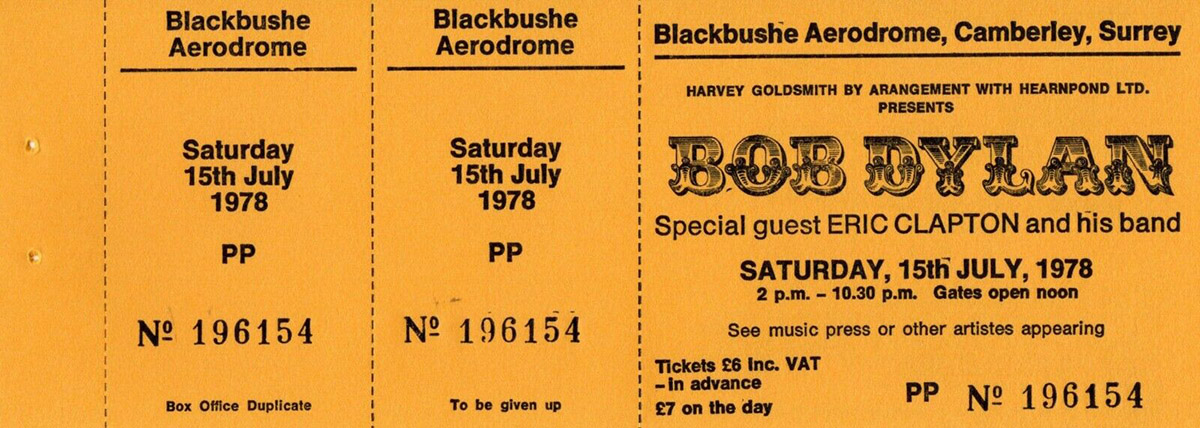 Blackbushe
Aerodrome
Saturday
15th July
1978
PP
Nº 196154
Box Office Duplicate
Blackbushe
Aerodrome
Saturday
15th July
1978
PP
Nº 196154
To be given up
Blackbushe Aerodrome, Camberley, Surrey
HARVEY GOLDSMITH BY ARANGEMENT WITH HEARNPOND LTD.
PRESENTS
BOB DYLAN
Special guest ERIC CLAPTON and his band
SATURDAY, 15th JULY, 1978
2 p.m. – 10.30 p.m. Gates open noon
See music press or other artistes appearing
Tickets £6 Inc. VAT
– in advance
£7 on the day
PP Nº 196154